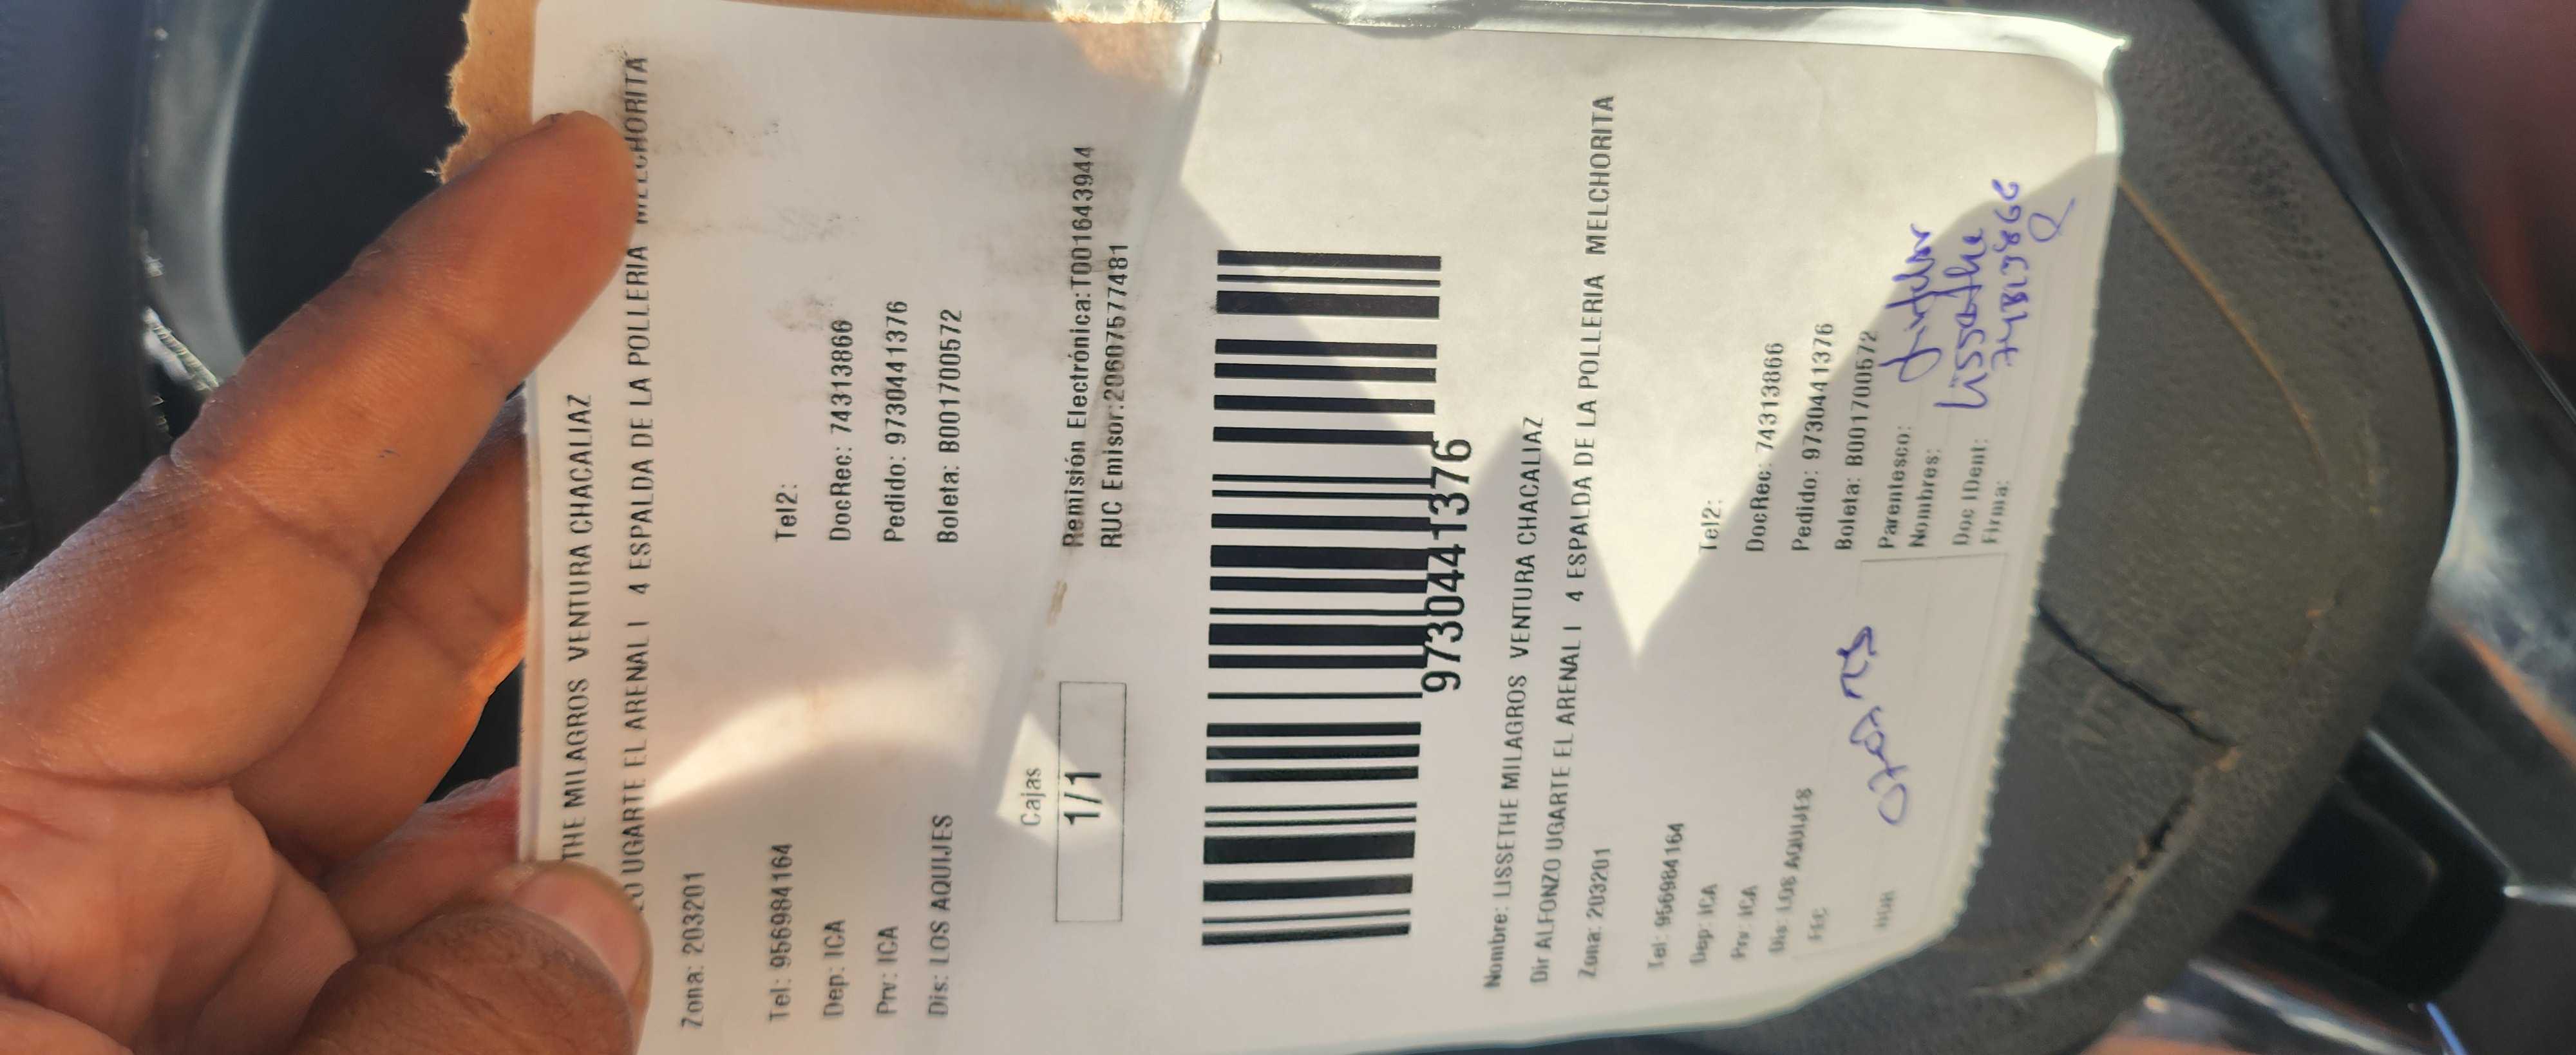 THE MILAGROS VENTURA CHACALIAZ
ZO UGARTE EL ARENAL I 4 ESPALDA DE LA POLLERIA MELCHORITA
Zona: 203201
Tel: 956984164 Tel2:
Dep: ICA DocRec: 74313866
Prv: ICA Pedido: 9730441376
Dis: LOS AQUIJES Boleta: B001700572
Cajas
1/1
Remisión Electrónica:T001643944
RUC Emisor:20607577481
9730441376
Nombre: LISSETHE MILAGROS VENTURA CHACALIAZ
Dir ALFONZO UGARTE EL ARENAL I 4 ESPALDA DE LA POLLERIA MELCHORITA
Zona: 203201
Tel: 956984164 Tel2:
Dep: ICA DocRec: 74313866
Prv: ICA Pedido: 9730441376
Dis: LOS AQUIJES Boleta: B001700572
FEC
Parentesco:
Nombres: Lissethe
Doc IDent:
Firma:
HOR